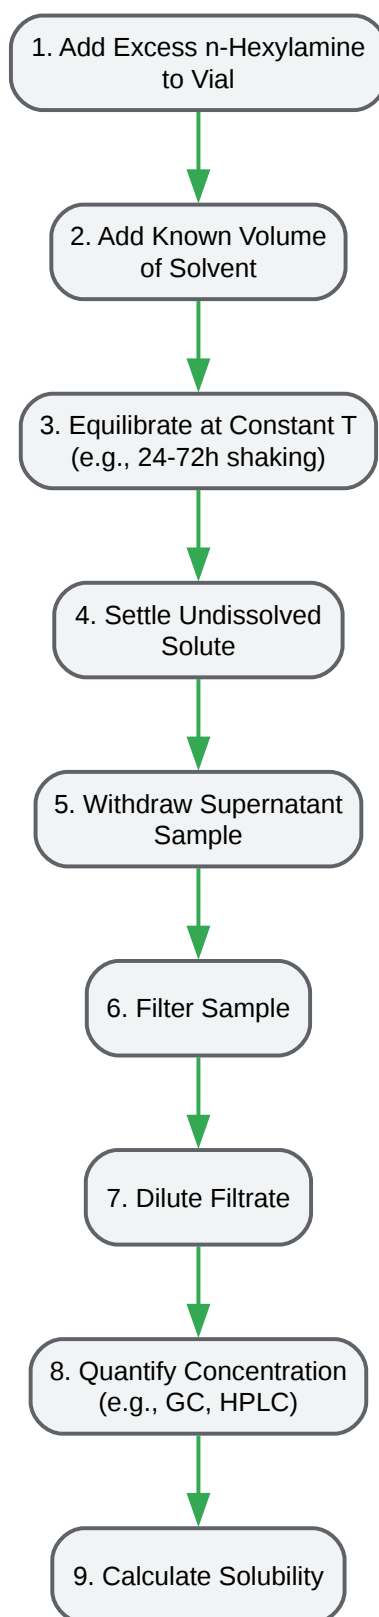 1. Add Excess n-Hexylamine
to Vial
2. Add Known Volume
of Solvent
3. Equilibrate at Constant T
(e.g., 24-72h shaking)
4. Settle Undissolved
Solute
5. Withdraw Supernatant
Sample
6. Filter Sample
7. Dilute Filtrate
8. Quantify Concentration
(e.g., GC, HPLC)
9. Calculate Solubility